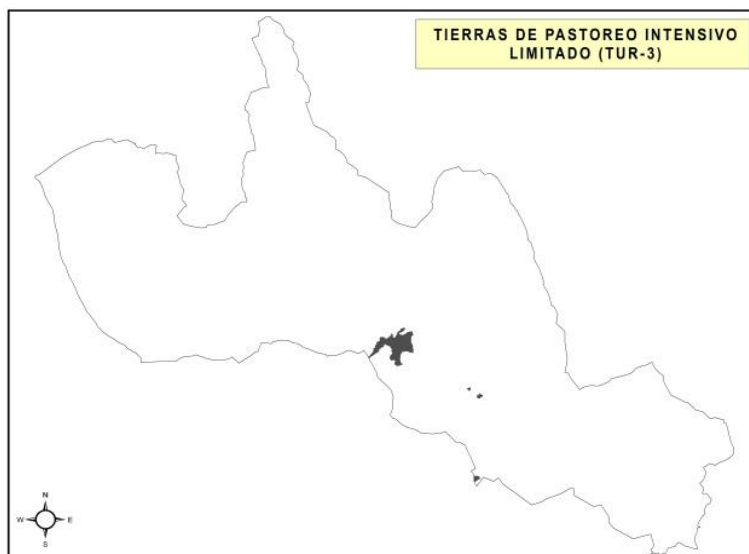 TIERRAS DE PASTOREO INTENSIVO
LIMITADO (TUR-3)
N
W E
S